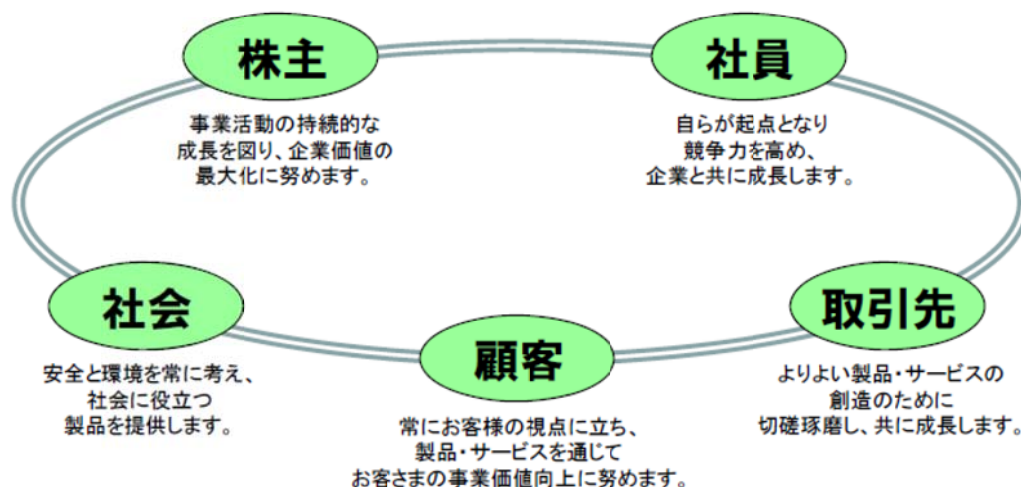 株主
事業活動の持続的な
成長を図り、企業価値の
最大化に努めます。
社員
自らが起点となり
競争力を高め、
企業と共に成長します。
社会
安全と環境を常に考え、
社会に役立つ
製品を提供します。
顧客
常にお客様の視点に立ち、
製品・サービスを通じて
お客さまの事業価値向上に努めます。
取引先
よりよい製品・サービスの
創造のために
切磋琢磨し、共に成長します。